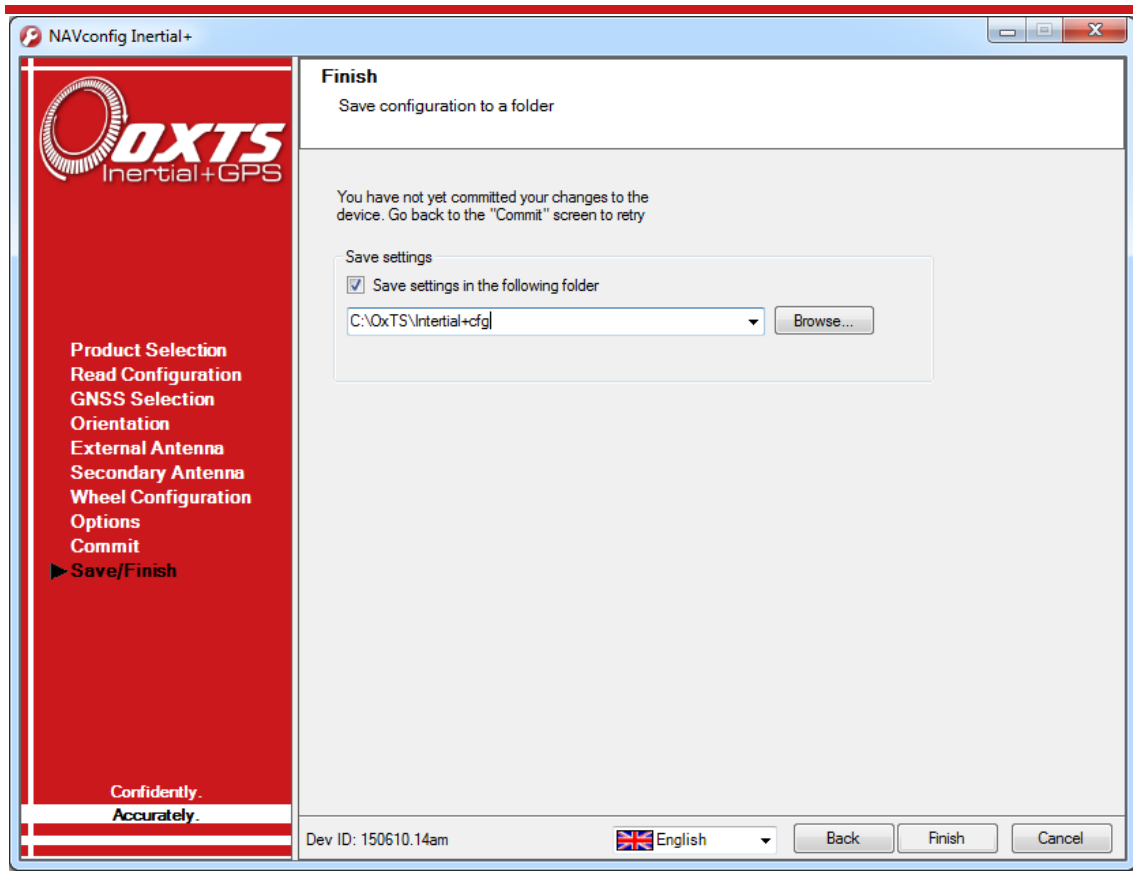 NAVconfig Inertial+
OXTS
Inertial+GPS
Product Selection
Read Configuration
GNSS Selection
Orientation
External Antenna
Secondary Antenna
Wheel Configuration
Options
Commit
Save/Finish
Confidently.
Accurately.
Finish
Save configuration to a folder
You have not yet committed your changes to the
device. Go back to the "Commit" screen to retry
Save settings
Save settings in the following folder
C:\OxTS\Intertial+cfg
Browse...
Dev ID: 150610.14am
English
Back
Finish
Cancel